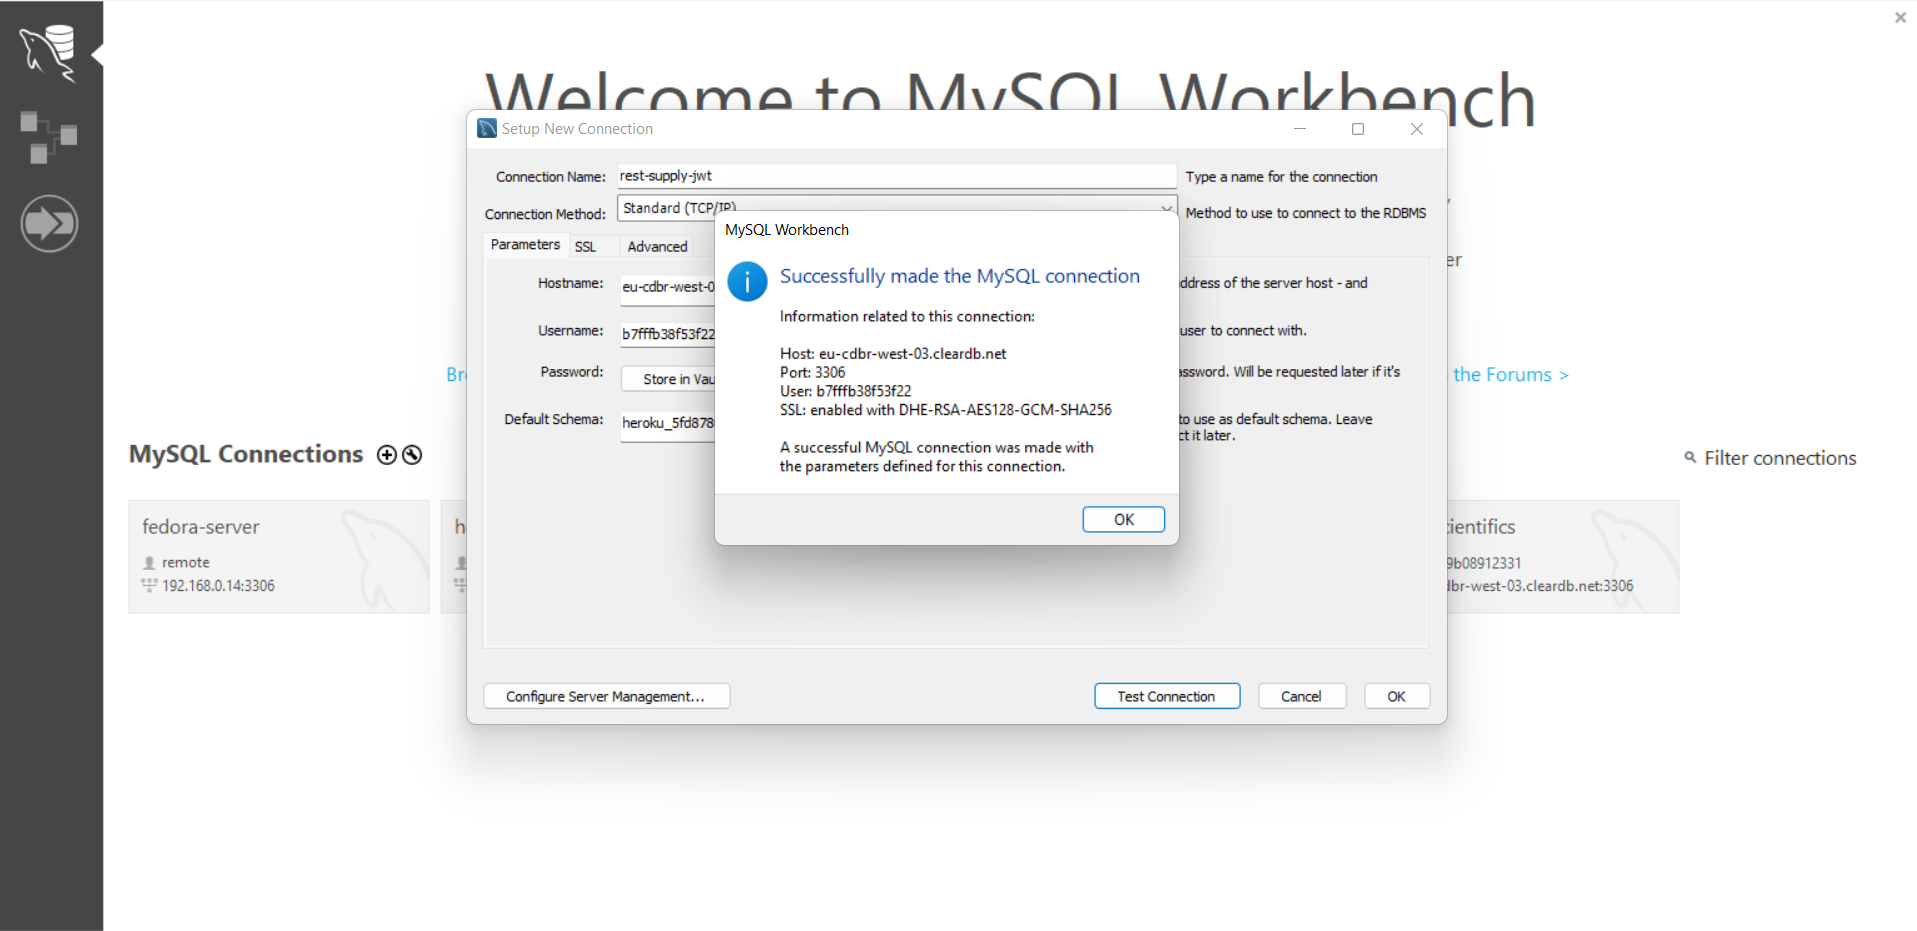 Welcome to MySQL Workbench
Setup New Connection
Connection Name: rest-supply-jwt Type a name for the connection
Connection Method: Standard (TCP/IP) Method to use to connect to the RDBMS
Parameters SSL Advanced
Hostname: eu-cdbr-west-0 address of the server host - and
Username: b7fffb38f53f22 user to connect with.
Password: Store in Vau password. Will be requested later if it's
Default Schema: heroku_5fd878 to use as default schema. Leave
it later.
MySQL Workbench
Successfully made the MySQL connection
Information related to this connection:
Host: eu-cdbr-west-03.cleardb.net
Port: 3306
User: b7fffb38f53f22
SSL: enabled with DHE-RSA-AES128-GCM-SHA256
A successful MySQL connection was made with
the parameters defined for this connection.
OK
Configure Server Management... Test Connection Cancel OK
er
Br
the Forums >
MySQL Connections
Filter connections
fedora-server
remote
192.168.0.14:3306
h
cientifics
9b08912331
dbr-west-03.cleardb.net:3306